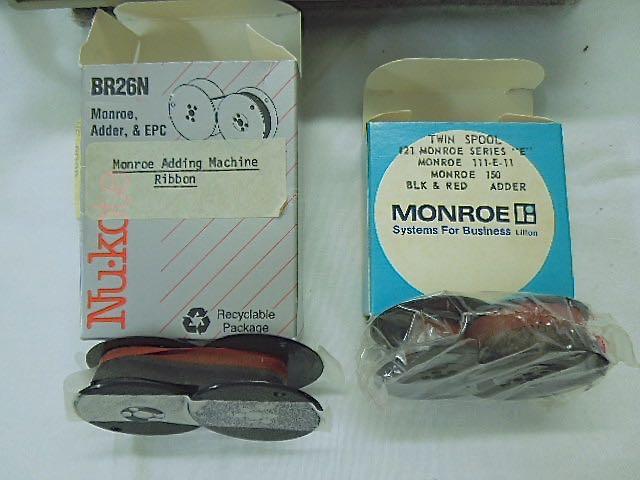 BR26N
Monroe,
Adder, & EPC
Monroe Adding Machine
Ribbon
Nu-ko
Recyclable
Package
TWIN SPOOL
121 MONROE SERIES "E"
MONROE 111-E-11
MONROE 150
BLK & RED ADDER
MONROE
Systems For Business Litton